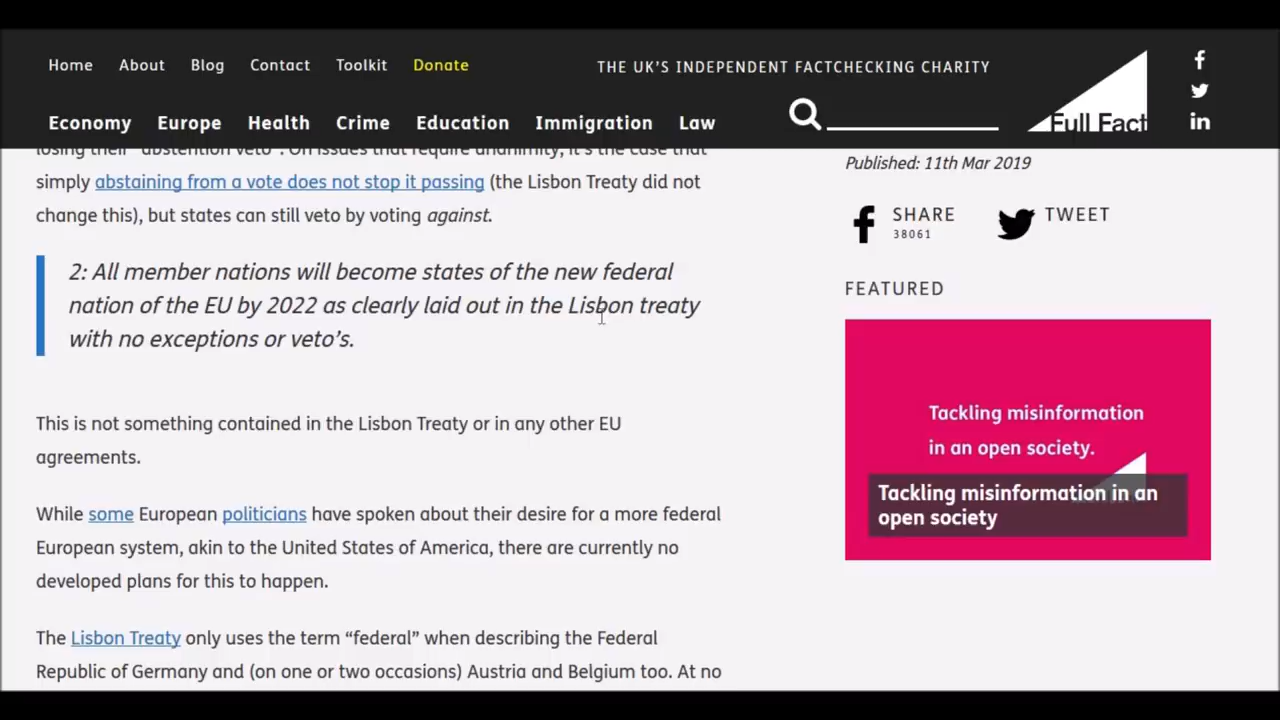 Home About Blog Contact Toolkit Donate
THE UK'S INDEPENDENT FACTCHECKING CHARITY
Economy Europe Health Crime Education Immigration Law
Full Fact
losing their "abstention veto". On issues that require unanimity, it's the case that
simply abstaining from a vote does not stop it passing (the Lisbon Treaty did not
change this), but states can still veto by voting against.
2: All member nations will become states of the new federal
nation of the EU by 2022 as clearly laid out in the Lisbon treaty
with no exceptions or veto's.
This is not something contained in the Lisbon Treaty or in any other EU
agreements.
While some European politicians have spoken about their desire for a more federal
European system, akin to the United States of America, there are currently no
developed plans for this to happen.
The Lisbon Treaty only uses the term “federal” when describing the Federal
Republic of Germany and (on one or two occasions) Austria and Belgium too. At no
Published: 11th Mar 2019
SHARE
38061
TWEET
FEATURED
Tackling misinformation
in an open society.
Tackling misinformation in an
open society